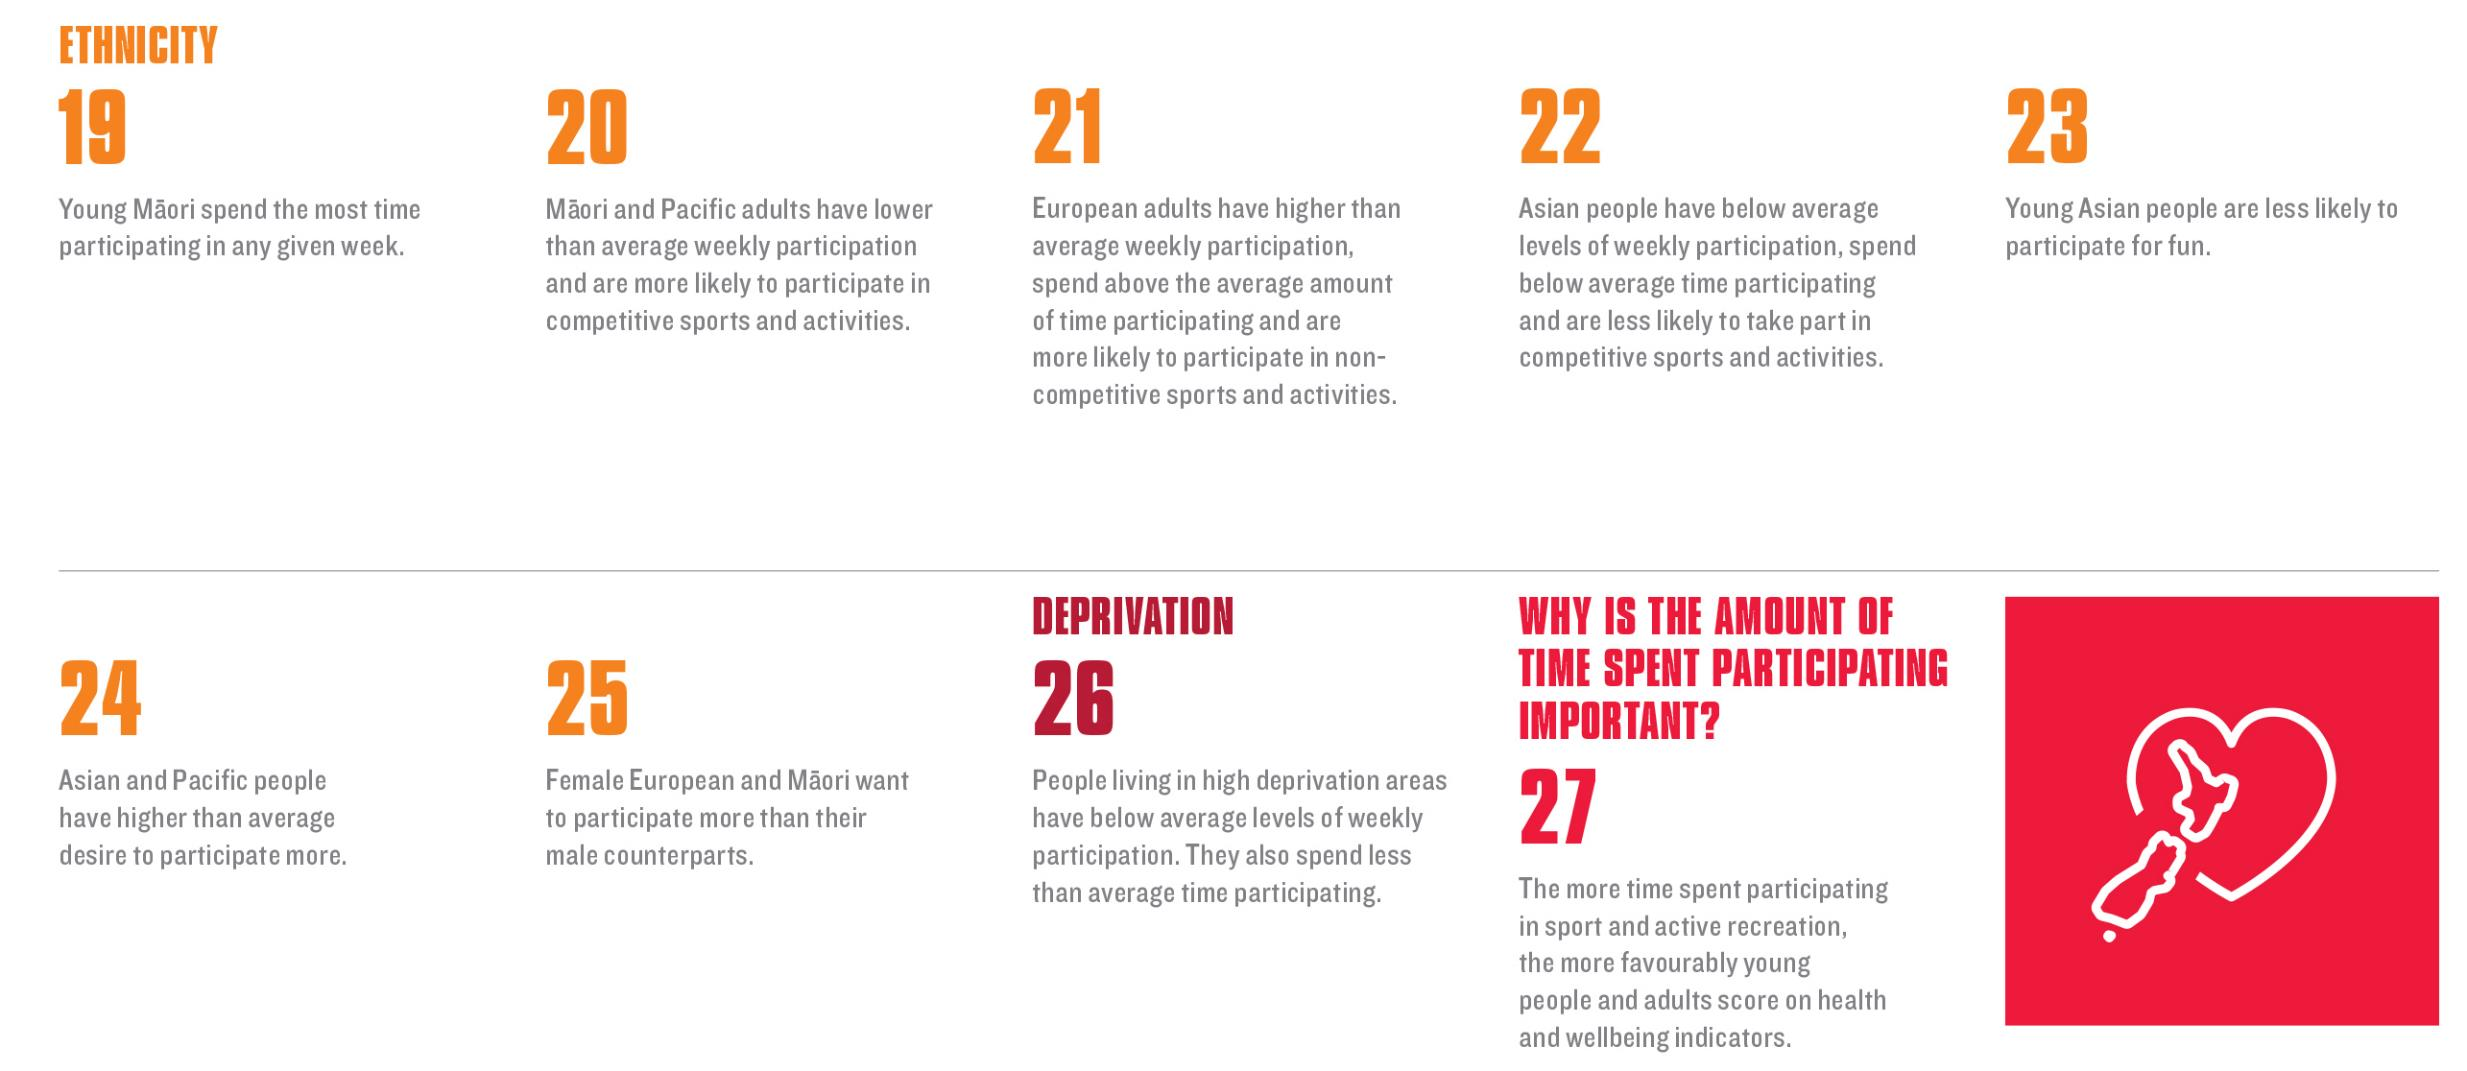 ETHNICITY
19
Young Māori spend the most time
participating in any given week.
20
Māori and Pacific adults have lower
than average weekly participation
and are more likely to participate in
competitive sports and activities.
21
European adults have higher than
average weekly participation,
spend above the average amount
of time participating and are
more likely to participate in non-
competitive sports and activities.
22
Asian people have below average
levels of weekly participation, spend
below average time participating
and are less likely to take part in
competitive sports and activities.
23
Young Asian people are less likely to
participate for fun.
24
Asian and Pacific people
have higher than average
desire to participate more.
25
Female European and Māori want
to participate more than their
male counterparts.
DEPRIVATION
26
People living in high deprivation areas
have below average levels of weekly
participation. They also spend less
than average time participating.
WHY IS THE AMOUNT OF
TIME SPENT PARTICIPATING
IMPORTANT?
27
The more time spent participating
in sport and active recreation,
the more favourably young
people and adults score on health
and wellbeing indicators.